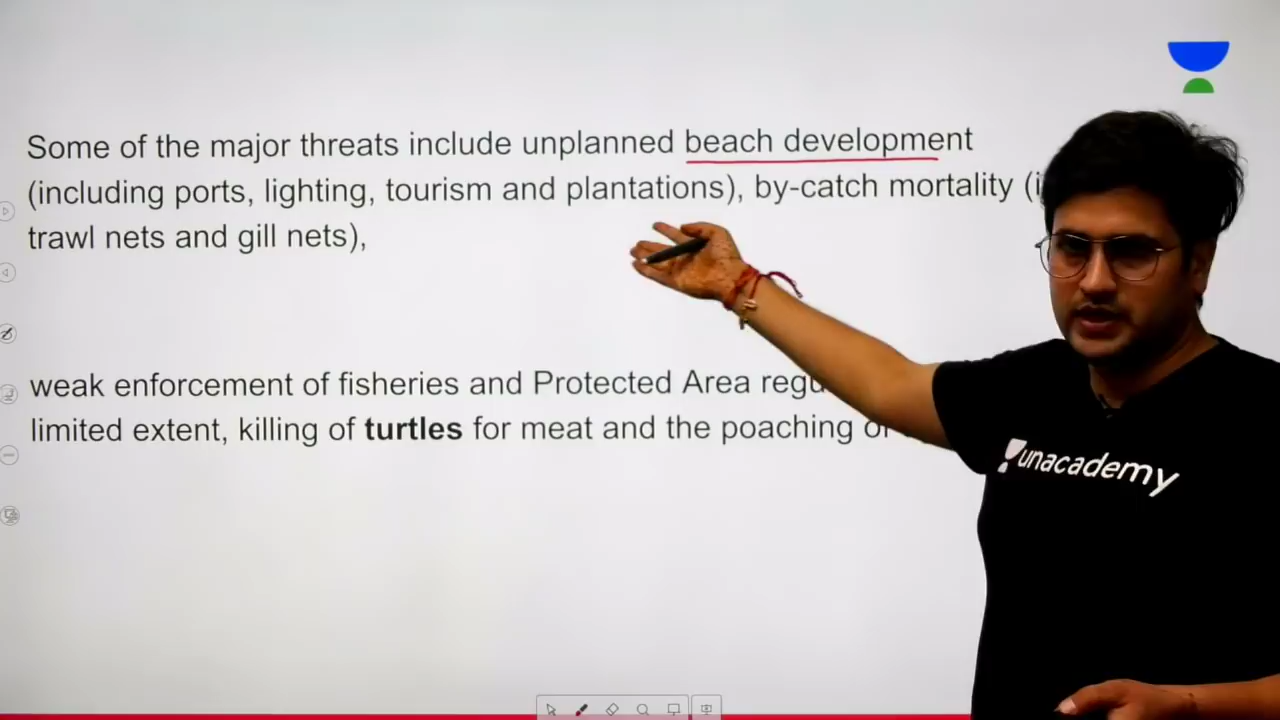 Some of the major threats include unplanned beach development
(including ports, lighting, tourism and plantations), by-catch mortality
trawl nets and gill nets),
weak enforcement of fisheries and Protected Area
limited extent, killing of turtles for meat and the poaching of
unacademy